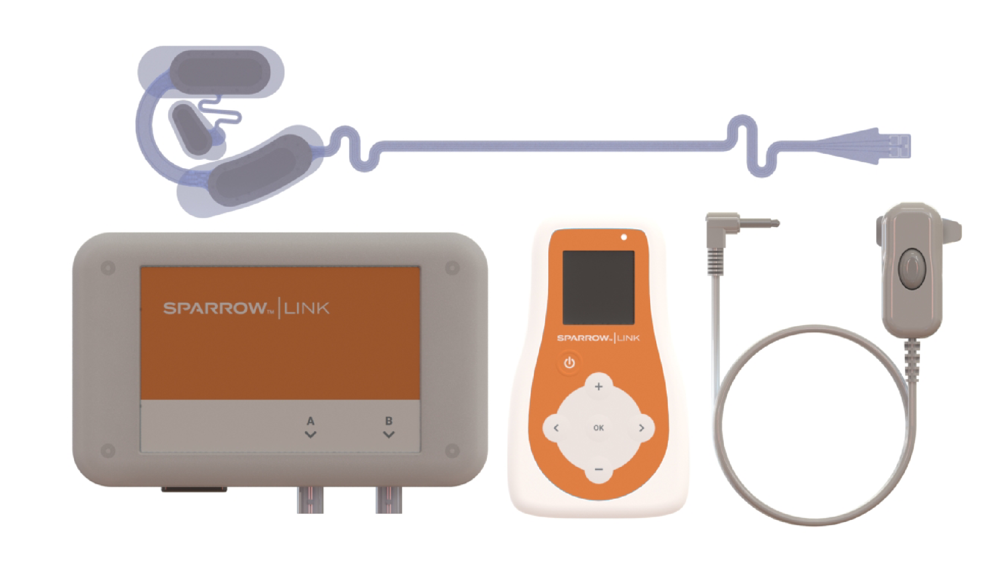 SPARROW™ | LINK
A
B
SPARROW™ | LINK
+
< OK >
−